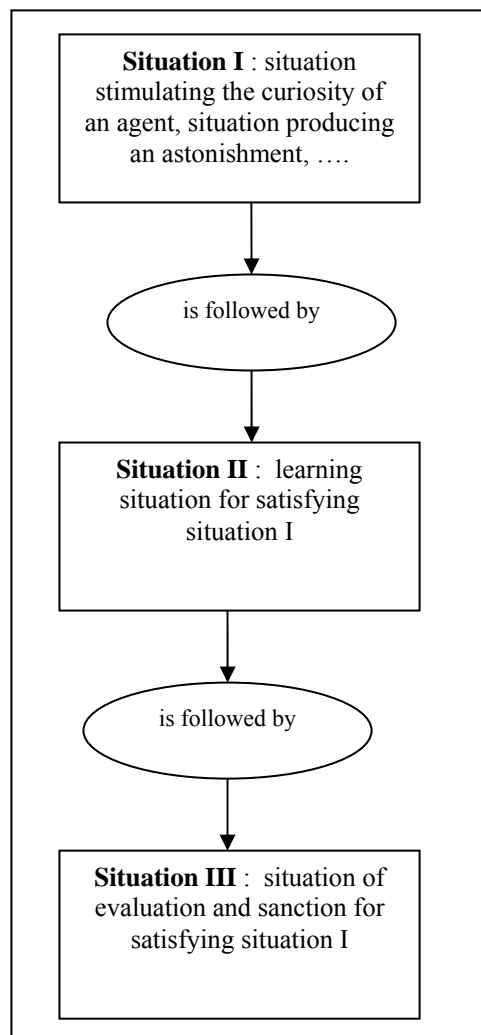 Situation I : situation
stimulating the curiosity of
an agent, situation producing
an astonishment, ….
is followed by
Situation II :  learning
situation for satisfying
situation I
is followed by
Situation III :  situation of
evaluation and sanction for
satisfying situation I